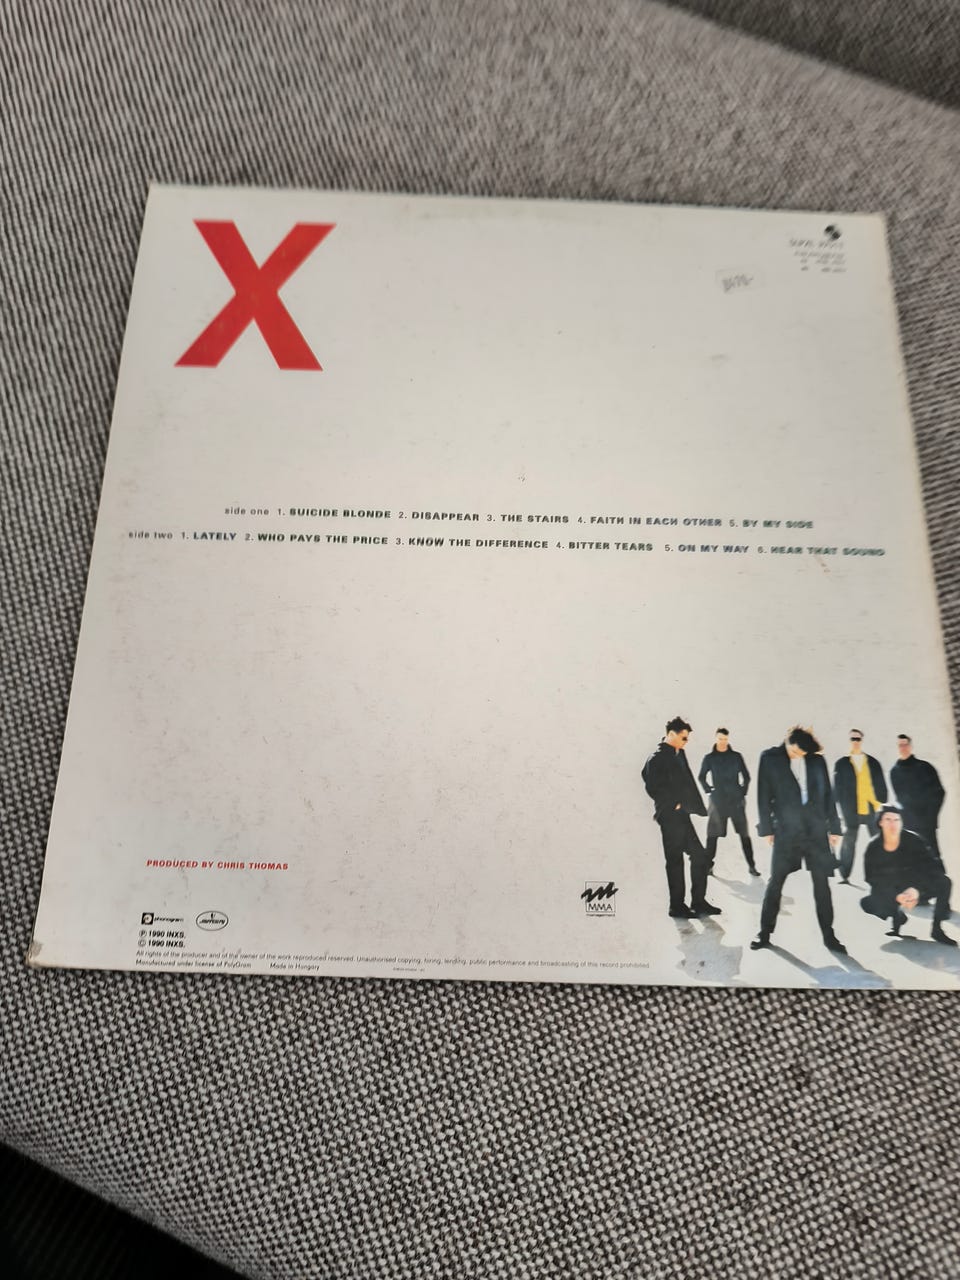 X
side one 1. SUICIDE BLONDE 2. DISAPPEAR 3. THE STAIRS 4. FAITH IN EACH OTHER 5. BY MY SIDE
side two 1. LATELY 2. WHO PAYS THE PRICE 3. KNOW THE DIFFERENCE 4. BITTER TEARS 5. ON MY WAY 6. HEAR THAT SOUND
PRODUCED BY CHRIS THOMAS
phonogram mercury
MMA
management
℗ 1990 INXS.
© 1990 INXS.
All rights of the producer and of the owner of the work reproduced reserved. Unauthorised copying, hiring, lending, public performance and broadcasting of this record prohibited.
Manufactured under license of PolyGram Made in Hungary